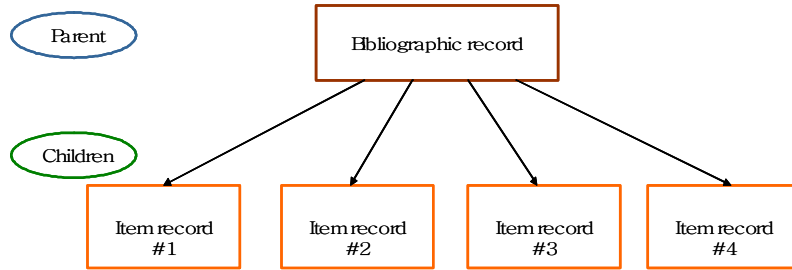 Parent
Bibliographic record
Children
Item record
#1
Item record
#2
Item record
#3
Item record
#4